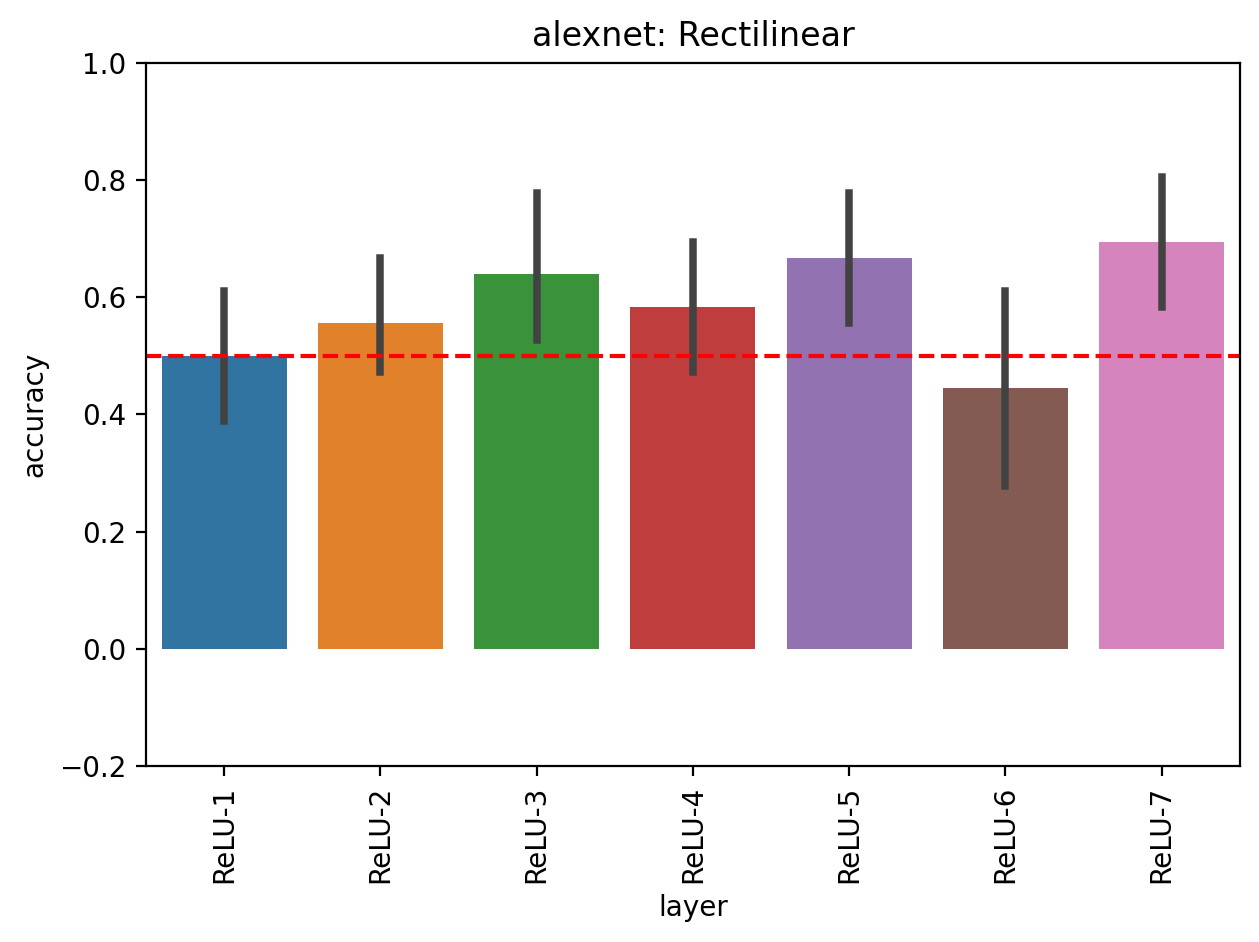 alexnet: Rectilinear
1.0
0.8
0.6
0.4
0.2
0.0
−0.2
accuracy
ReLU-1
ReLU-2
ReLU-3
ReLU-4
ReLU-5
ReLU-6
ReLU-7
layer